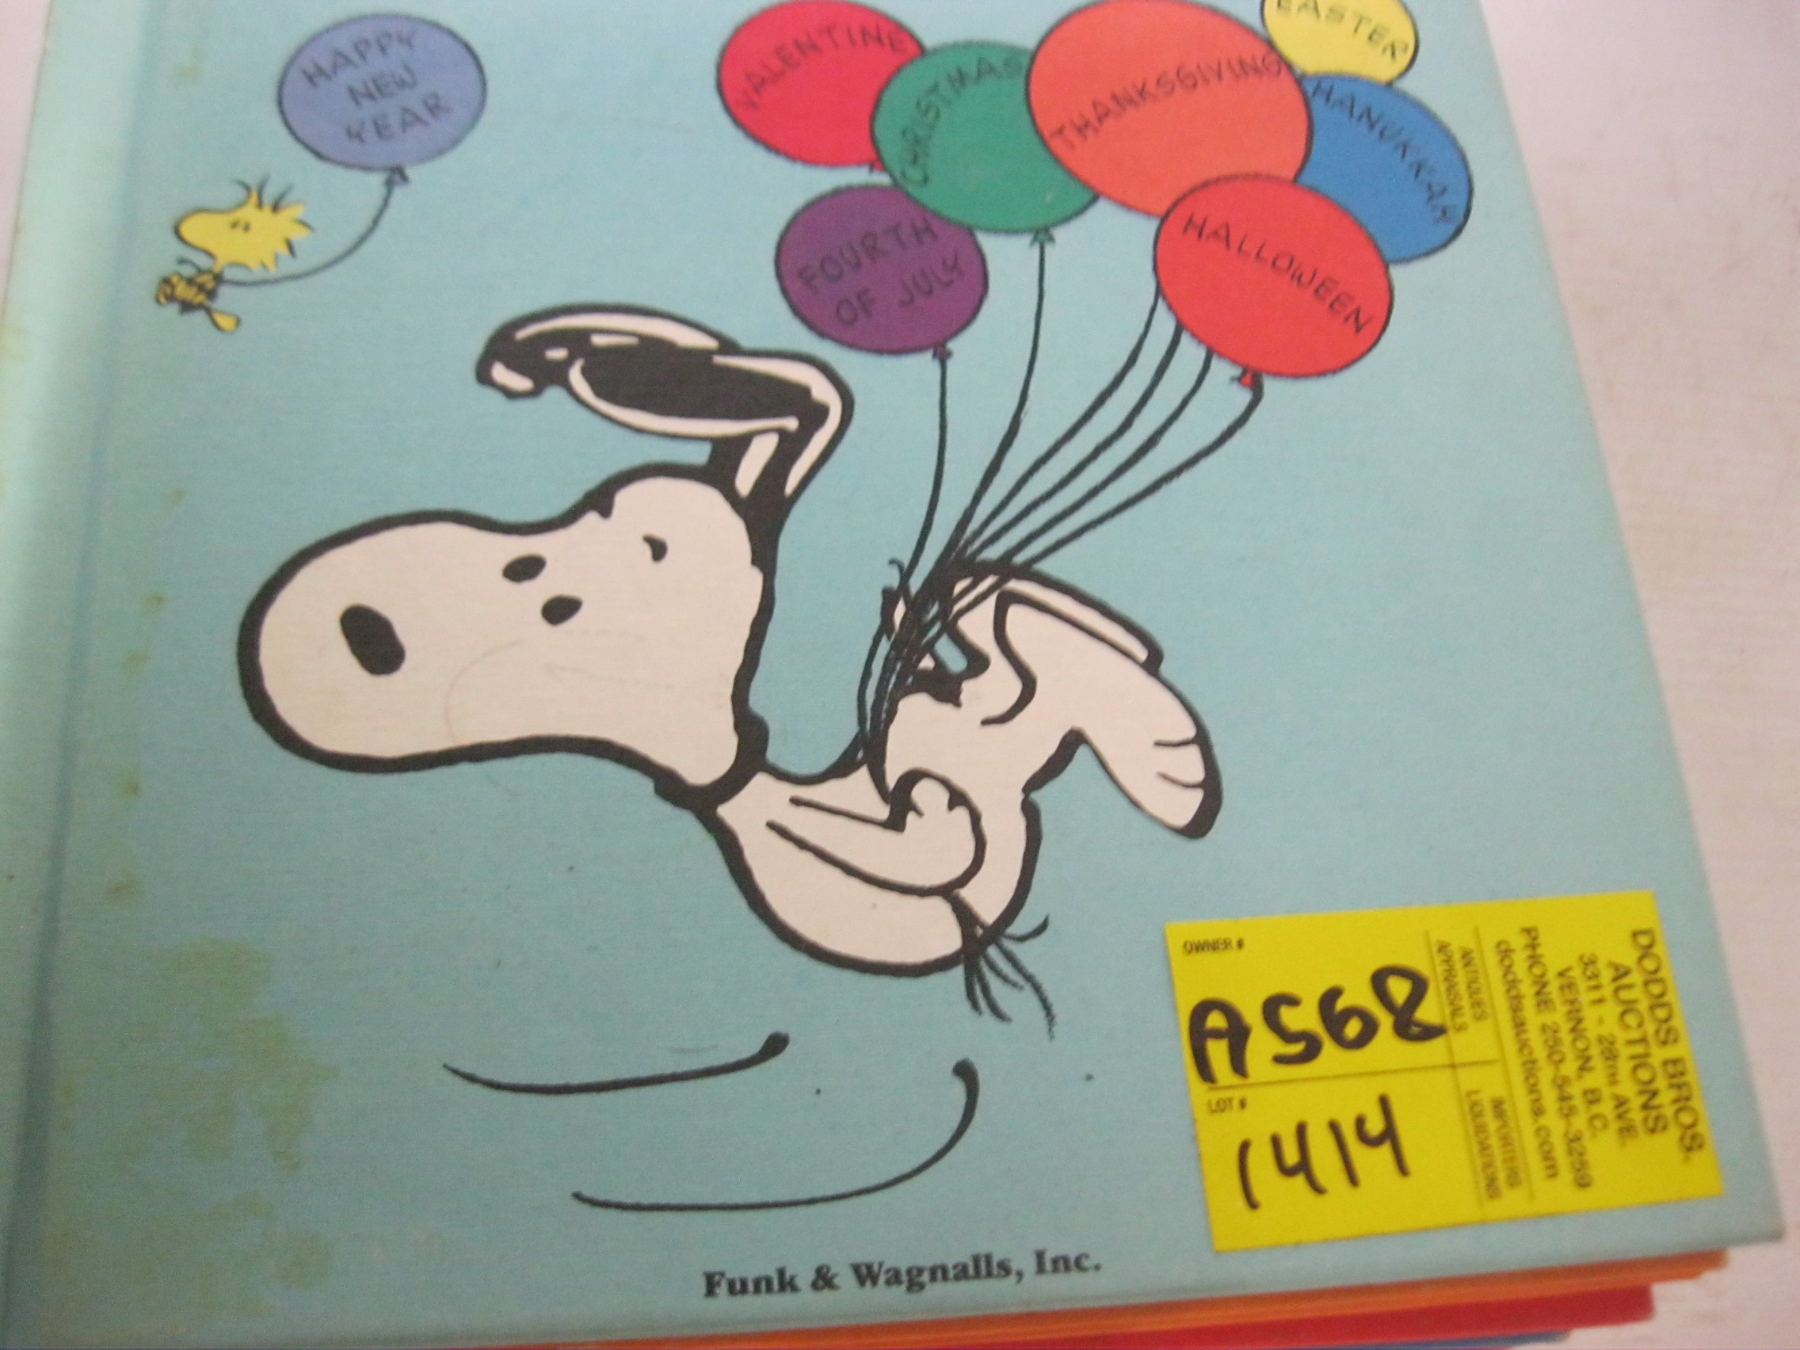 HAPPY
NEW
YEAR
VALENTINE
CHRISTMAS
THANKSGIVING
EASTER
HANUKKAH
FOURTH
OF JULY
HALLOWEEN
OWNER #
A568
LOT #
1414
ANTIQUES
APPRAISALS
IMPORTERS
LIQUIDATIONS
DODDS BROS.
AUCTIONS
3311 - 28TH AVE.
VERNON, B.C.
PHONE 250-545-3259
doddsauctions.com
Funk & Wagnalls, Inc.